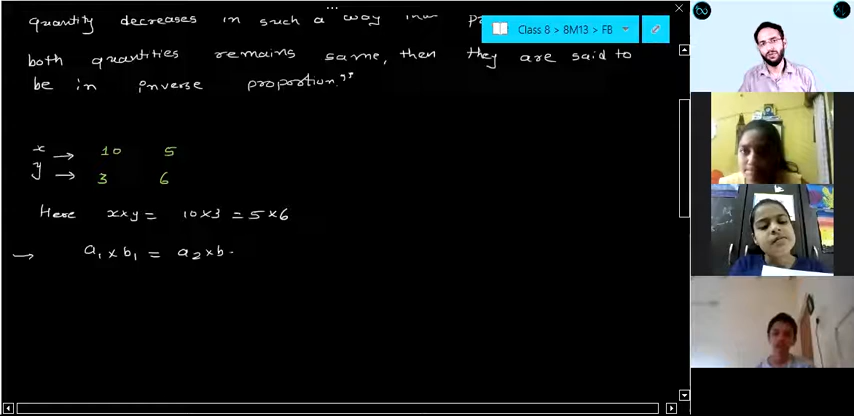 quantity decreases in such a way
Class 8 > 8M13 > FB
both quantities remains same, then they are said to
be in inverse proportion."
x → 10 5
y → 3 6
Here x×y = 10×3 = 5×6
→ a₁×b₁ = a₂×b